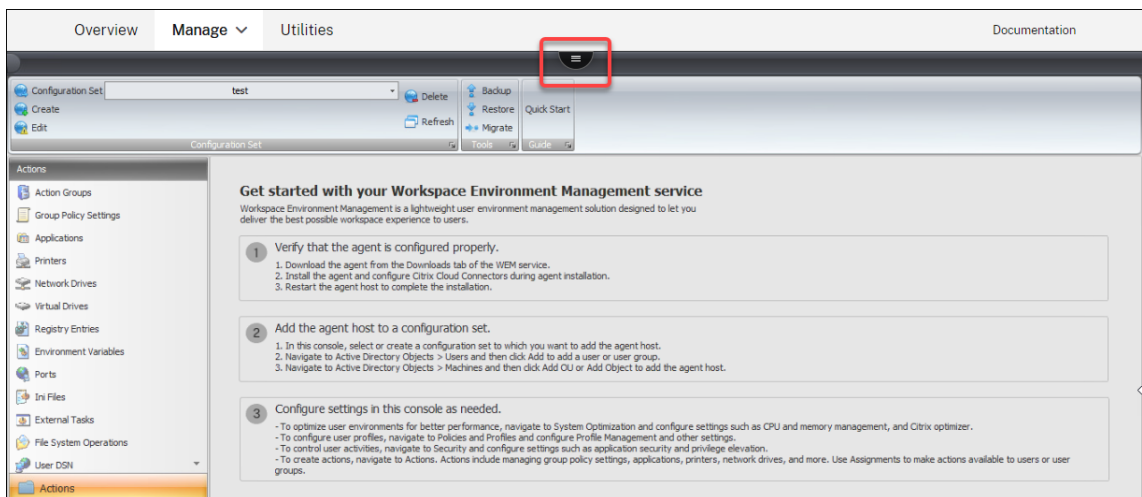 Overview Manage Utilities Documentation
Configuration Set test Delete Backup
Create Restore Quick Start
Edit Refresh Migrate
Configuration Set Tools Guide
Actions
Action Groups
Group Policy Settings
Applications
Printers
Network Drives
Virtual Drives
Registry Entries
Environment Variables
Ports
Ini Files
External Tasks
File System Operations
User DSN
Actions
Get started with your Workspace Environment Management service
Workspace Environment Management is a lightweight user environment management solution designed to let you
deliver the best possible workspace experience to users.
1 Verify that the agent is configured properly.
1. Download the agent from the Downloads tab of the WEM service.
2. Install the agent and configure Citrix Cloud Connectors during agent installation.
3. Restart the agent host to complete the installation.
2 Add the agent host to a configuration set.
1. In this console, select or create a configuration set to which you want to add the agent host.
2. Navigate to Active Directory Objects > Users and then click Add to add a user or user group.
3. Navigate to Active Directory Objects > Machines and then click Add OU or Add Object to add the agent host.
3 Configure settings in this console as needed.
- To optimize user environments for better performance, navigate to System Optimization and configure settings such as CPU and memory management, and Citrix optimizer.
- To configure user profiles, navigate to Policies and Profiles and configure Profile Management and other settings.
- To control user activities, navigate to Security and configure settings such as application security and privilege elevation.
- To create actions, navigate to Actions. Actions include managing group policy settings, applications, printers, network drives, and more. Use Assignments to make actions available to users or user
groups.